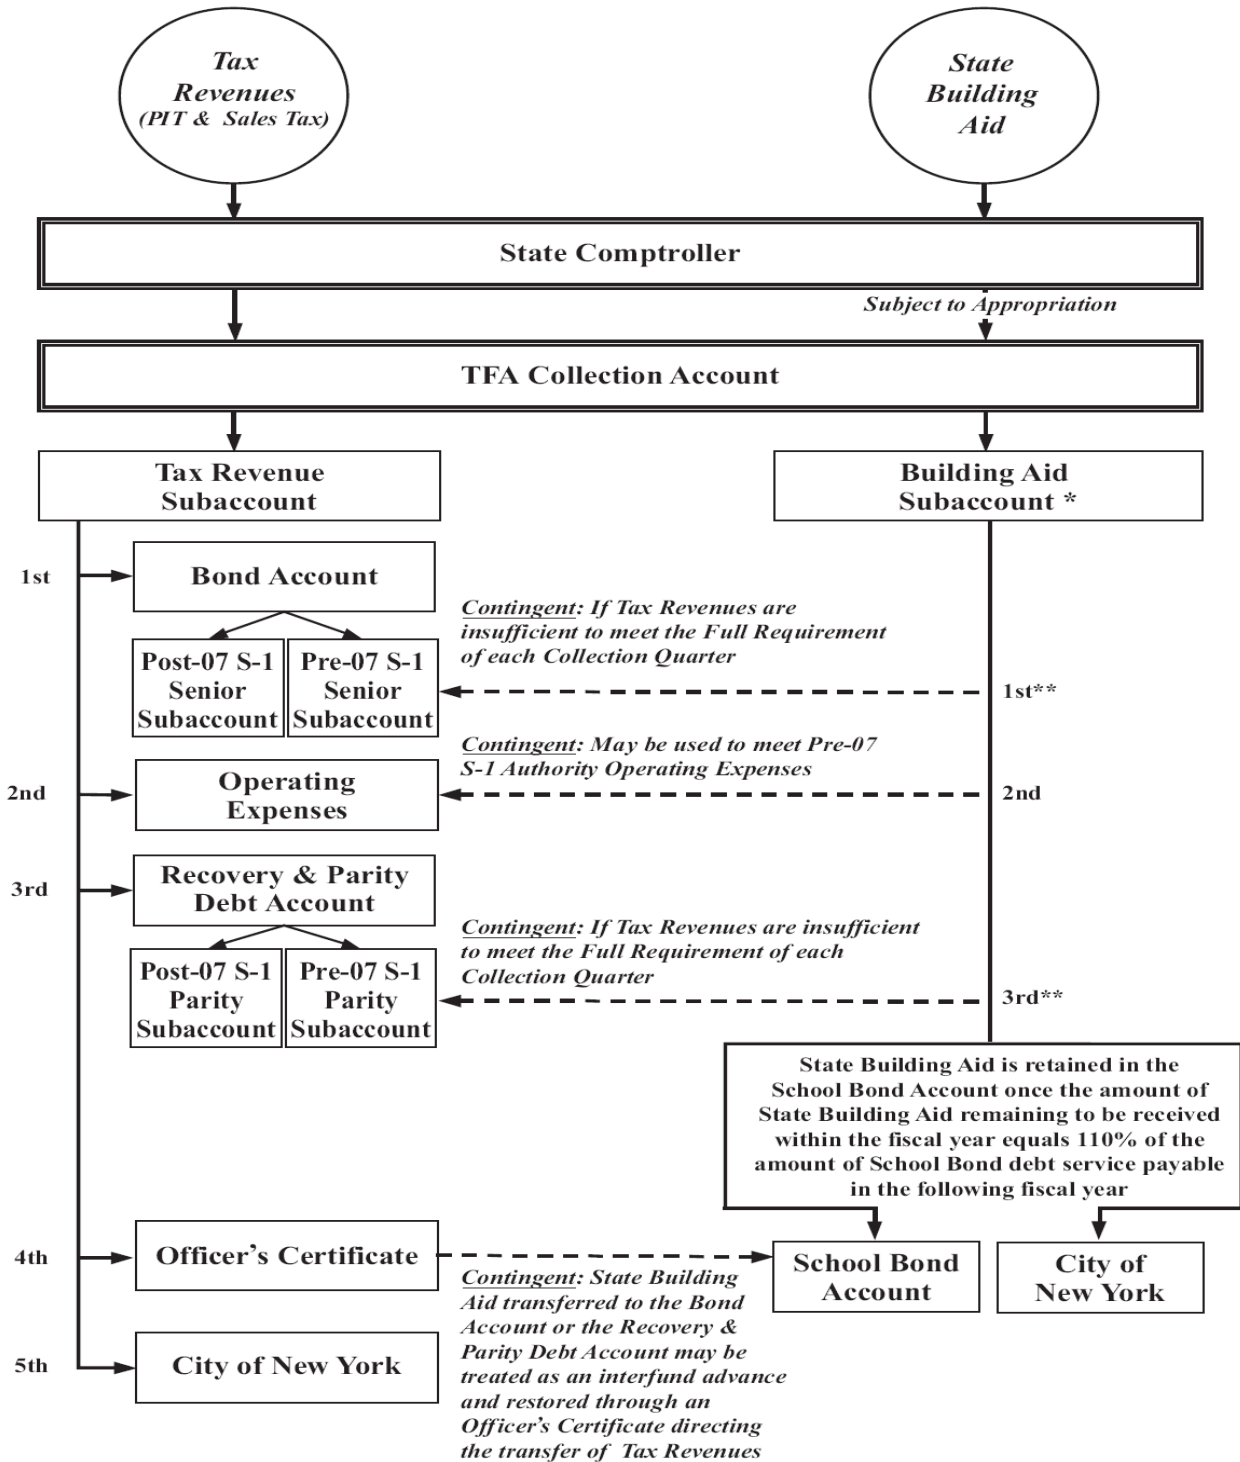 Tax
Revenues
(PIT & Sales Tax)
State
Building
Aid
State Comptroller
Subject to Appropriation
TFA Collection Account
Tax Revenue
Subaccount
Building Aid
Subaccount *
1st
Bond Account
Contingent: If Tax Revenues are
insufficient to meet the Full Requirement
of each Collection Quarter
Post-07 S-1
Senior
Subaccount
Pre-07 S-1
Senior
Subaccount
1st**
Contingent: May be used to meet Pre-07
S-1 Authority Operating Expenses
2nd
Operating
Expenses
2nd
3rd
Recovery & Parity
Debt Account
Contingent: If Tax Revenues are insufficient
to meet the Full Requirement of each
Collection Quarter
Post-07 S-1
Parity
Subaccount
Pre-07 S-1
Parity
Subaccount
3rd**
State Building Aid is retained in the
School Bond Account once the amount of
State Building Aid remaining to be received
within the fiscal year equals 110% of the
amount of School Bond debt service payable
in the following fiscal year
4th
Officer's Certificate
School Bond
Account
City of
New York
Contingent: State Building
Aid transferred to the Bond
Account or the Recovery &
Parity Debt Account may be
treated as an interfund advance
and restored through an
Officer's Certificate directing
the transfer of Tax Revenues
5th
City of New York